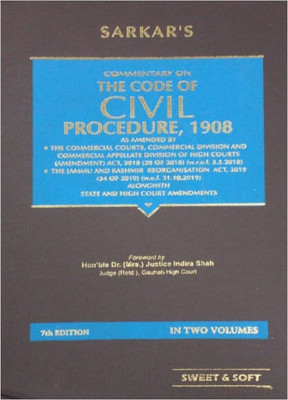 SARKAR'S
COMMENTARY ON
THE CODE OF
CIVIL
PROCEDURE, 1908
AS AMENDED BY
* THE COMMERCIAL COURTS, COMMERCIAL DIVISION AND
COMMERCIAL APPELLATE DIVISION OF HIGH COURTS
(AMENDMENT) ACT, 2018 (28 OF 2018) (w.r.e.f. 3.5.2018)
* THE JAMMU AND KASHMIR REORGANISATION ACT, 2019
(34 OF 2019) (w.e.f. 31.10.2019)
ALONGWITH
STATE AND HIGH COURT AMENDMENTS
Foreword by
Hon'ble Dr. (Mrs.) Justice Indira Shah
Judge (Retd.), Gauhati High Court
7th EDITION
IN TWO VOLUMES
SWEET & SOFT